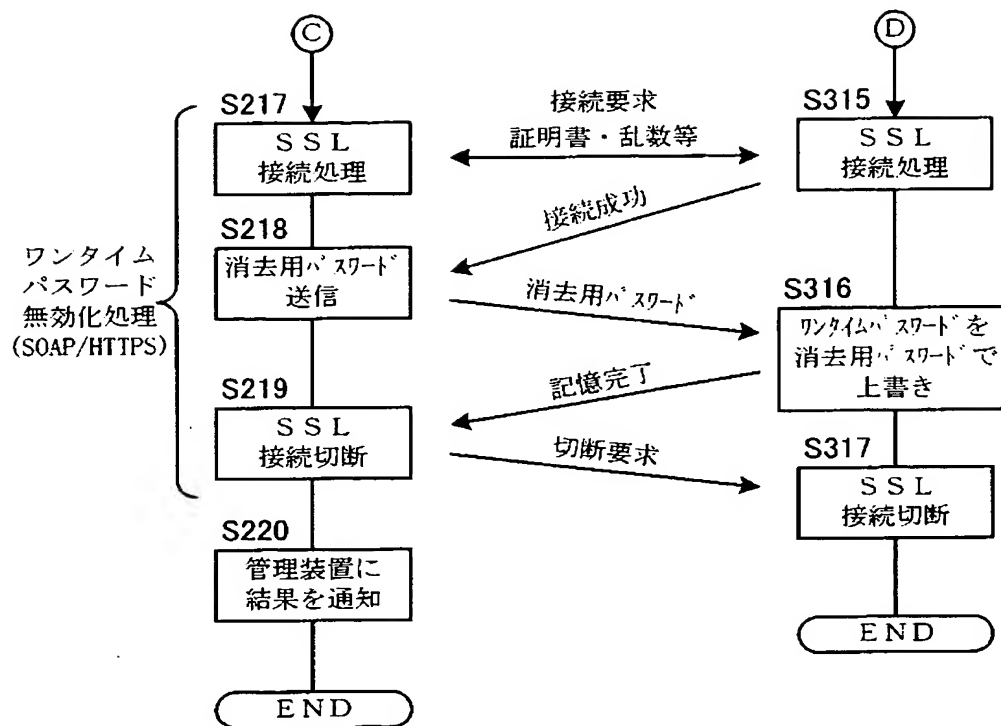 C
D
S217
SSL
接続処理
接続要求
証明書・乱数等
S315
SSL
接続処理
接続成功
S218
消去用パスワード
送信
ワンタイム
パスワード
無効化処理
(SOAP/HTTPS)
消去用パスワード
S316
ワンタイムパスワードを
消去用パスワードで
上書き
記憶完了
S219
SSL
接続切断
切断要求
S317
SSL
接続切断
S220
管理装置に
結果を通知
END
END